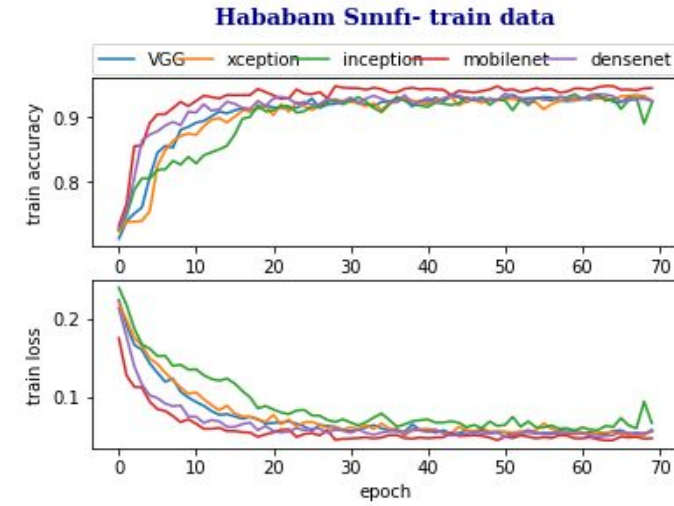 Hababam Sınıfı- train data
VGG xception inception mobilenet densenet
train accuracy
0.9
0.8
0 10 20 30 40 50 60 70
train loss
0.2
0.1
0 10 20 30 40 50 60 70
epoch